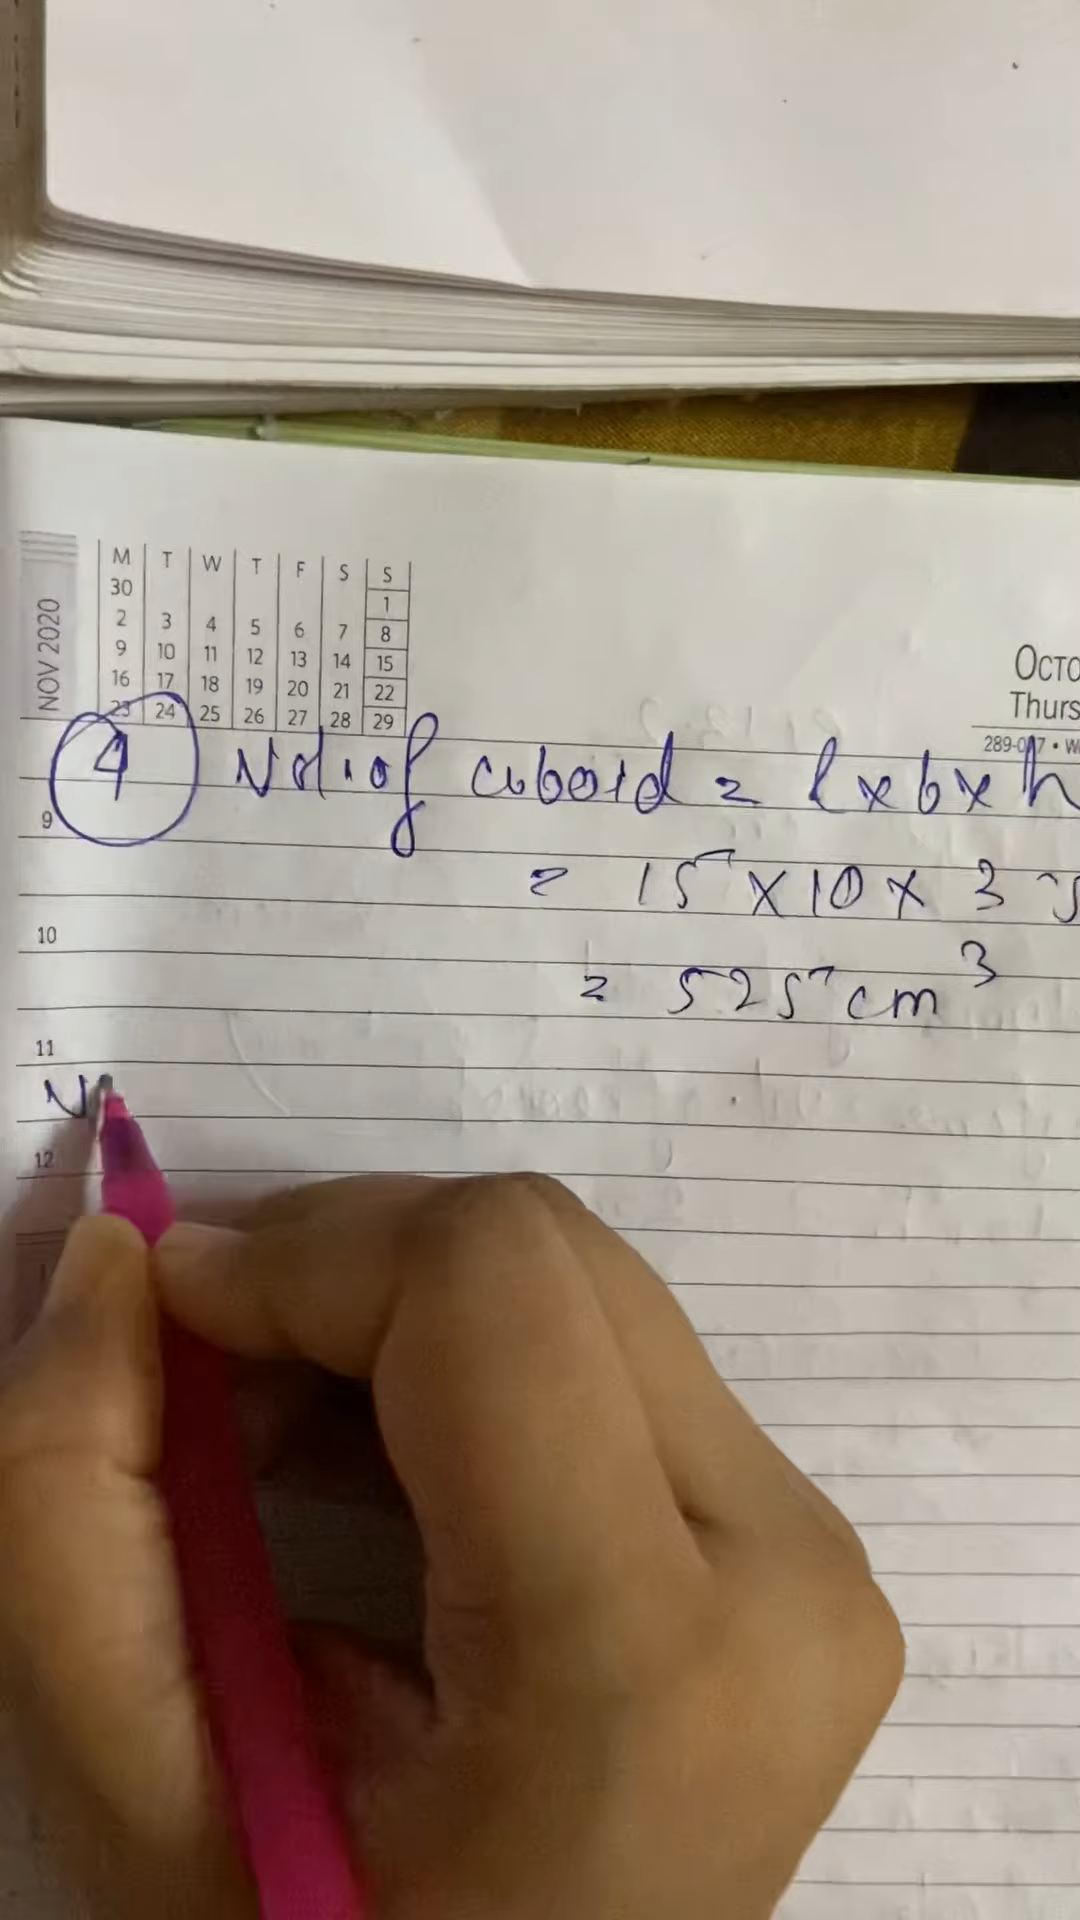 NOV 2020
M T W T F S S
30 1
2 3 4 5 6 7 8
9 10 11 12 13 14 15
16 17 18 19 20 21 22
23 24 25 26 27 28 29
OCTO
Thurs
289-077 • W
4 Vol. of cuboid = l x b x h
9
= 15 x 10 x 3.5
10
= 525 cm³
11
12